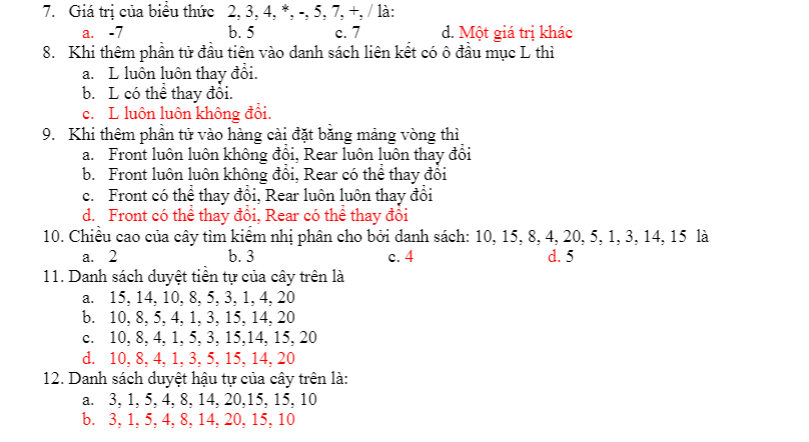 7. Giá trị của biểu thức 2, 3, 4, *, -, 5, 7, +, / là:
a. -7 b. 5 c. 7 d. Một giá trị khác
8. Khi thêm phần tử đầu tiên vào danh sách liên kết có ô đầu mục L thì
a. L luôn luôn thay đổi.
b. L có thể thay đổi.
c. L luôn luôn không đổi.
9. Khi thêm phần tử vào hàng cài đặt bằng mảng vòng thì
a. Front luôn luôn không đổi, Rear luôn luôn thay đổi
b. Front luôn luôn không đổi, Rear có thể thay đổi
c. Front có thể thay đổi, Rear luôn luôn thay đổi
d. Front có thể thay đổi, Rear có thể thay đổi
10. Chiều cao của cây tìm kiếm nhị phân cho bởi danh sách: 10, 15, 8, 4, 20, 5, 1, 3, 14, 15 là
a. 2 b. 3 c. 4 d. 5
11. Danh sách duyệt tiền tự của cây trên là
a. 15, 14, 10, 8, 5, 3, 1, 4, 20
b. 10, 8, 5, 4, 1, 3, 15, 14, 20
c. 10, 8, 4, 1, 5, 3, 15,14, 15, 20
d. 10, 8, 4, 1, 3, 5, 15, 14, 20
12. Danh sách duyệt hậu tự của cây trên là:
a. 3, 1, 5, 4, 8, 14, 20,15, 15, 10
b. 3, 1, 5, 4, 8, 14, 20, 15, 10